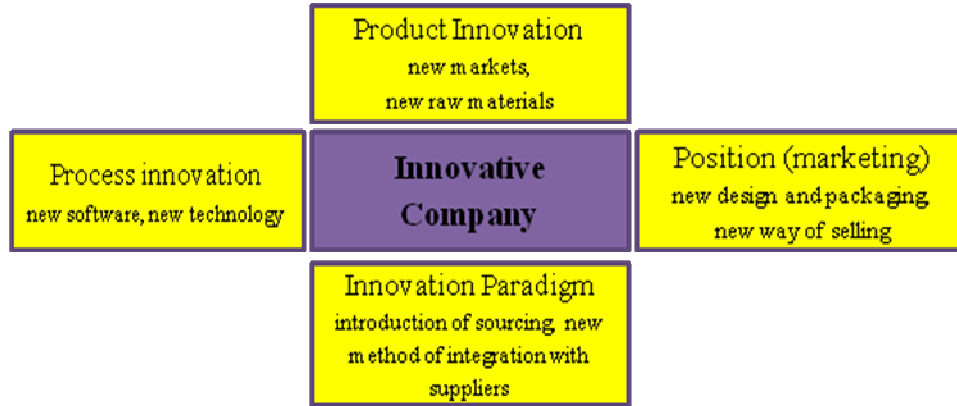 Product Innovation
new markets,
new raw materials
Process innovation
new software, new technology
Innovative
Company
Position (marketing)
new design and packaging,
new way of selling
Innovation Paradigm
introduction of sourcing, new
method of integration with
suppliers